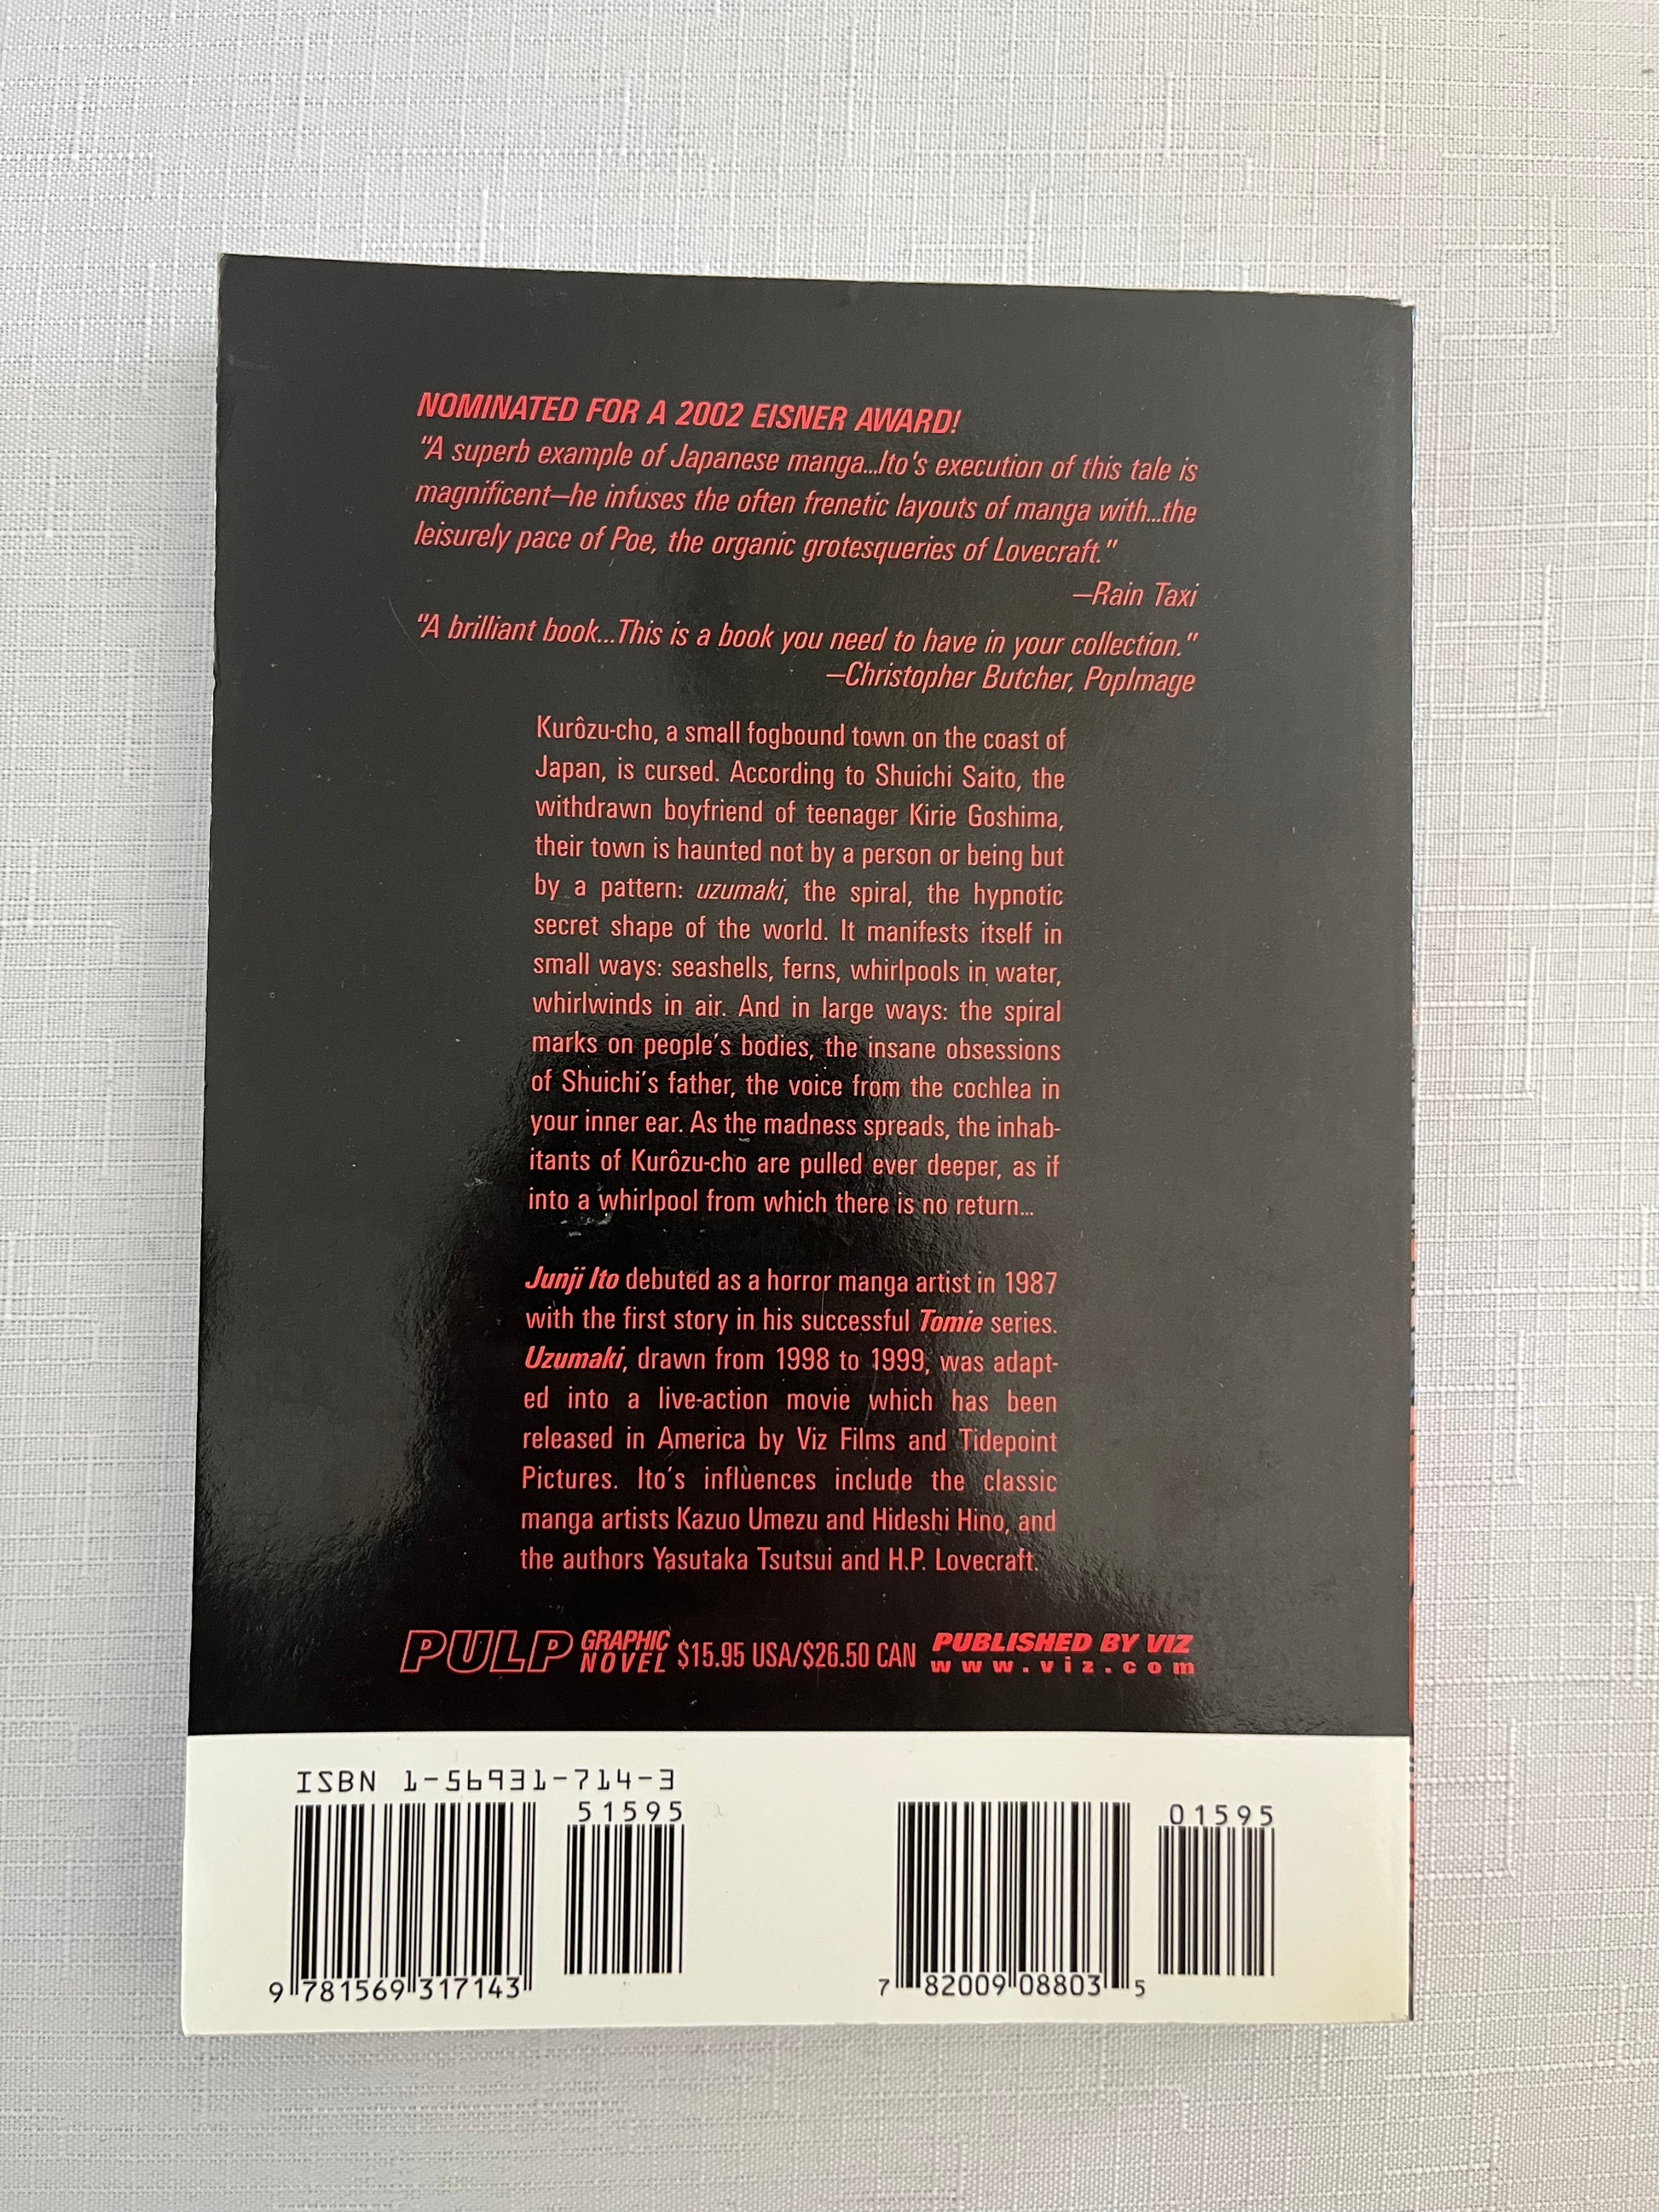 NOMINATED FOR A 2002 EISNER AWARD!
"A superb example of Japanese manga...Ito's execution of this tale is
magnificent—he infuses the often frenetic layouts of manga with...the
leisurely pace of Poe, the organic grotesqueries of Lovecraft."
—Rain Taxi
"A brilliant book...This is a book you need to have in your collection."
—Christopher Butcher, PopImage
Kurôzu-cho, a small fogbound town on the coast of
Japan, is cursed. According to Shuichi Saito, the
withdrawn boyfriend of teenager Kirie Goshima,
their town is haunted not by a person or being but
by a pattern: uzumaki, the spiral, the hypnotic
secret shape of the world. It manifests itself in
small ways: seashells, ferns, whirlpools in water,
whirlwinds in air. And in large ways: the spiral
marks on people's bodies, the insane obsessions
of Shuichi's father, the voice from the cochlea in
your inner ear. As the madness spreads, the inhab-
itants of Kurôzu-cho are pulled ever deeper, as if
into a whirlpool from which there is no return...
Junji Ito debuted as a horror manga artist in 1987
with the first story in his successful Tomie series.
Uzumaki, drawn from 1998 to 1999, was adapt-
ed into a live-action movie which has been
released in America by Viz Films and Tidepoint
Pictures. Ito's influences include the classic
manga artists Kazuo Umezu and Hideshi Hino, and
the authors Yasutaka Tsutsui and H.P. Lovecraft.
PULP GRAPHIC NOVEL $15.95 USA/$26.50 CAN PUBLISHED BY VIZ
www.viz.com
ISBN 1-56931-714-3
51595
01595
9 781569 317143
7 82009 08803 5